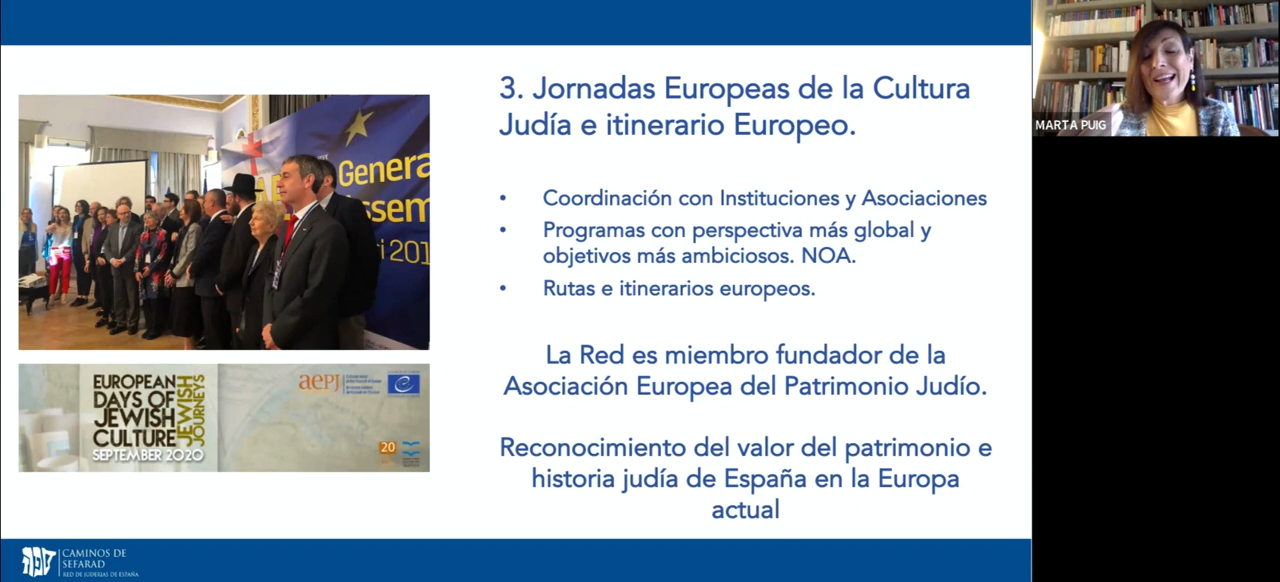 3. Jornadas Europeas de la Cultura
Judía e itinerario Europeo.
• Coordinación con Instituciones y Asociaciones
• Programas con perspectiva más global y
objetivos más ambiciosos. NOA.
• Rutas e itinerarios europeos.
La Red es miembro fundador de la
Asociación Europea del Patrimonio Judío.
Reconocimiento del valor del patrimonio e
historia judía de España en la Europa
actual
Genera
ssem
i 201
EUROPEAN
DAYS OF
JEWISH
CULTURE
JEWISH
JOURNEYS
SEPTEMBER 2020
aePJ
20
CAMINOS DE
SEFARAD
RED DE JUDERÍAS DE ESPAÑA
MARTA PUIG